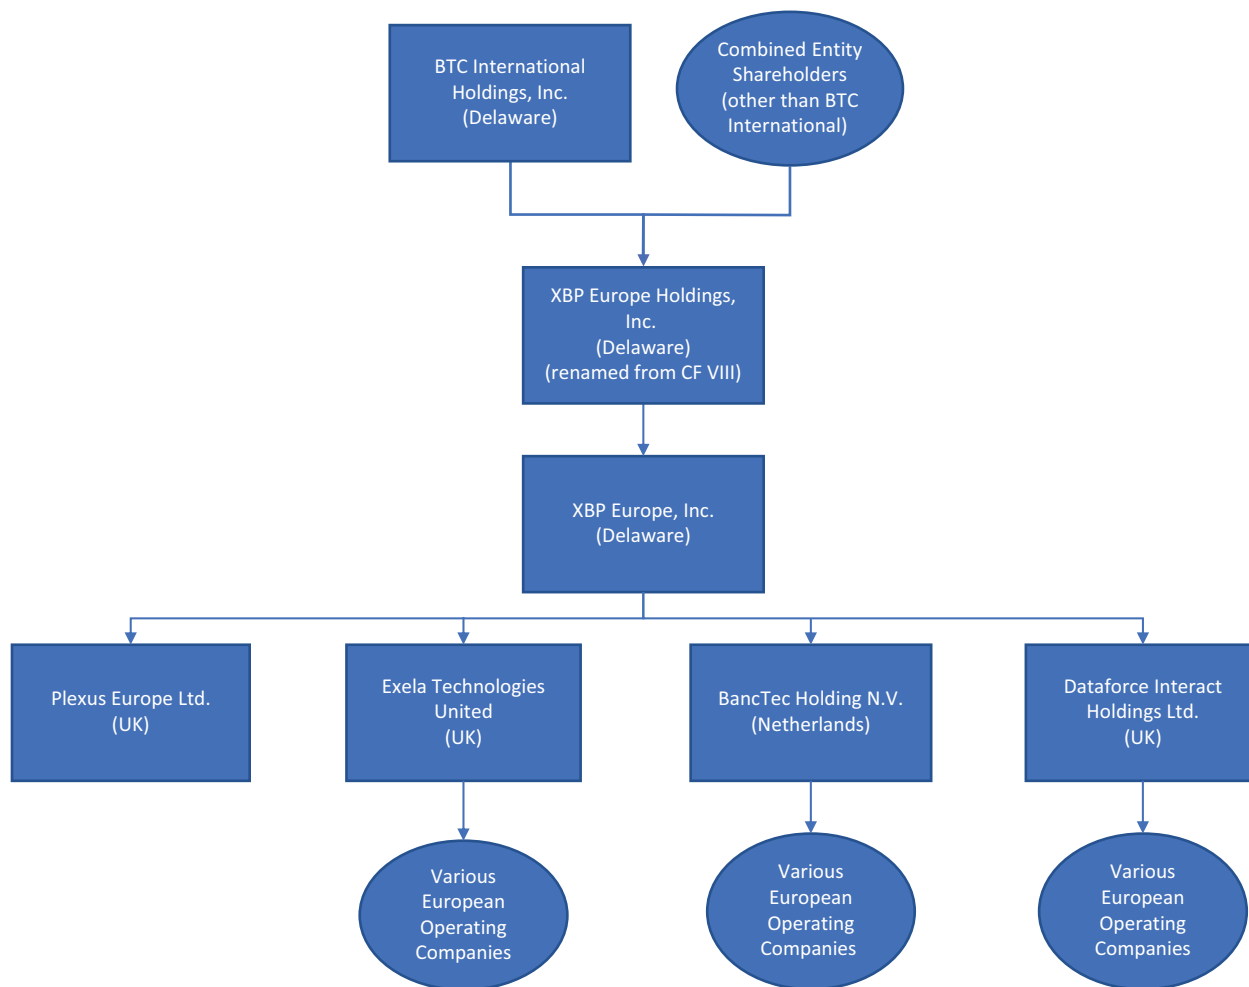 BTC International
Holdings, Inc.
(Delaware)
Combined Entity
Shareholders
(other than BTC
International)
XBP Europe Holdings,
Inc.
(Delaware)
(renamed from CF VIII)
XBP Europe, Inc.
(Delaware)
Plexus Europe Ltd.
(UK)
Exela Technologies
United
(UK)
BancTec Holding N.V.
(Netherlands)
Dataforce Interact
Holdings Ltd.
(UK)
Various
European
Operating
Companies
Various
European
Operating
Companies
Various
European
Operating
Companies